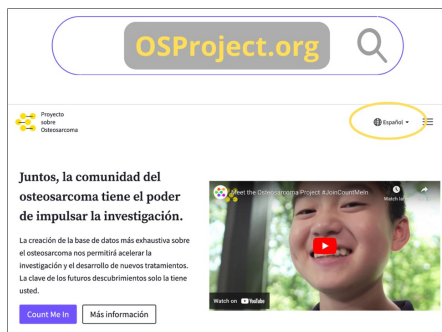 OSProject.org
Proyecto
sobre
Osteosarcoma
Español
Juntos, la comunidad del
osteosarcoma tiene el poder
de impulsar la investigación.
La creación de la base de datos más exhaustiva sobre
el osteosarcoma nos permitirá acelerar la
investigación y el desarrollo de nuevos tratamientos.
La clave de los futuros descubrimientos solo la tiene
usted.
Count Me In
Más información
Meet the Osteosarcoma Project #JoinCountMeIn
Watch on YouTube